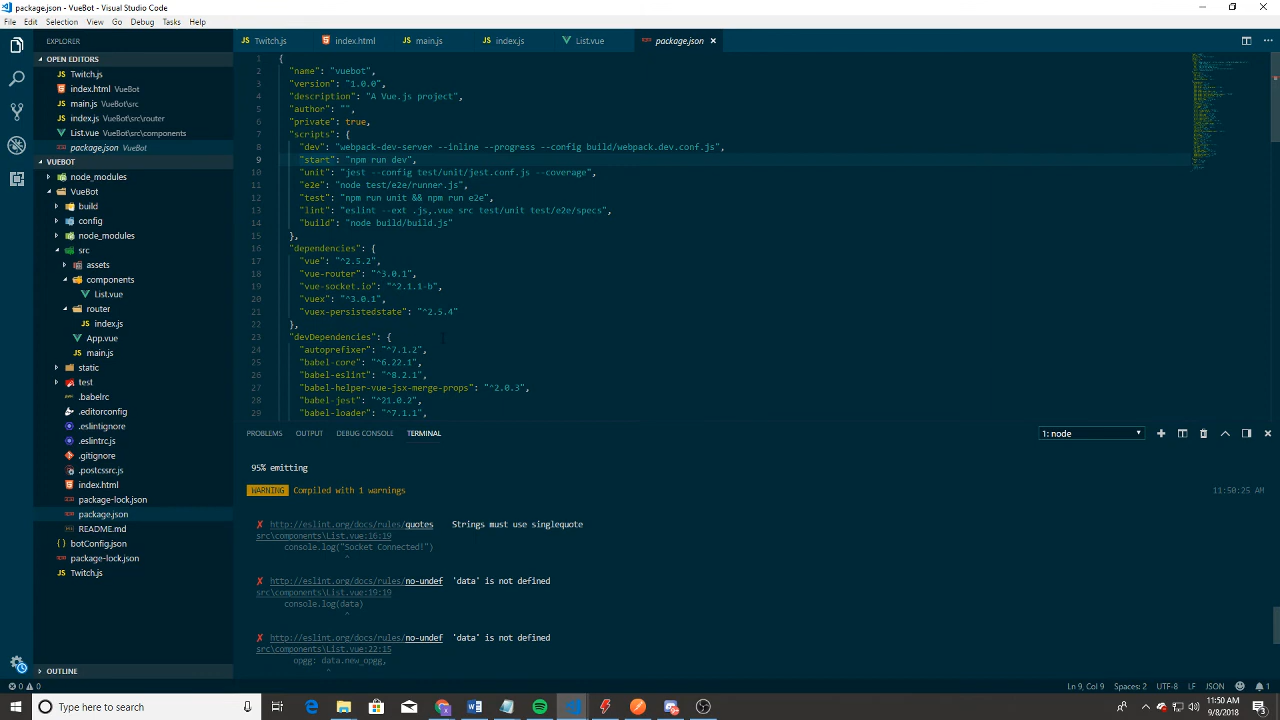 package.json - VueBot - Visual Studio Code
File Edit Selection View Go Debug Terminal Tasks Help
EXPLORER
OPEN EDITORS
Twitch.js
index.html VueBot
main.js VueBot\src
index.js VueBot\src\router
List.vue VueBot\src\components
package.json VueBot
VUEBOT
node_modules
VueBot
build
config
node_modules
src
assets
components
List.vue
router
index.js
App.vue
main.js
static
test
.babelrc
.editorconfig
.eslintignore
.eslintrc.js
.gitignore
.postcssrc.js
index.html
package-lock.json
package.json
README.md
botConfig.json
package-lock.json
Twitch.js
OUTLINE
Twitch.js index.html main.js index.js List.vue package.json
1 {
2 "name": "vuebot",
3 "version": "1.0.0",
4 "description": "A Vue.js project",
5 "author": "",
6 "private": true,
7 "scripts": {
8 "dev": "webpack-dev-server --inline --progress --config build/webpack.dev.conf.js",
9 "start": "npm run dev",
10 "unit": "jest --config test/unit/jest.conf.js --coverage",
11 "e2e": "node test/e2e/runner.js",
12 "test": "npm run unit && npm run e2e",
13 "lint": "eslint --ext .js,.vue src test/unit test/e2e/specs",
14 "build": "node build/build.js"
15 },
16 "dependencies": {
17 "vue": "^2.5.2",
18 "vue-router": "^3.0.1",
19 "vue-socket.io": "^2.1.1-b",
20 "vuex": "^3.0.1",
21 "vuex-persistedstate": "^2.5.4"
22 },
23 "devDependencies": {
24 "autoprefixer": "^7.1.2",
25 "babel-core": "^6.22.1",
26 "babel-eslint": "^8.2.1",
27 "babel-helper-vue-jsx-merge-props": "^2.0.3",
28 "babel-jest": "^21.0.2",
29 "babel-loader": "^7.1.1",
PROBLEMS OUTPUT DEBUG CONSOLE TERMINAL 1: node
95% emitting
WARNING Compiled with 1 warnings 11:50:25 AM
✗ http://eslint.org/docs/rules/quotes Strings must use singlequote
src\components\List.vue:16:19
console.log("Socket Connected!")
^
✗ http://eslint.org/docs/rules/no-undef 'data' is not defined
src\components\List.vue:19:19
console.log(data)
^
✗ http://eslint.org/docs/rules/no-undef 'data' is not defined
src\components\List.vue:22:15
opgg: data.new_opgg,
^
0 0 Ln 9, Col 9 Spaces: 2 UTF-8 LF JSON 1
Type here to search
11:50 AM
9/8/2018